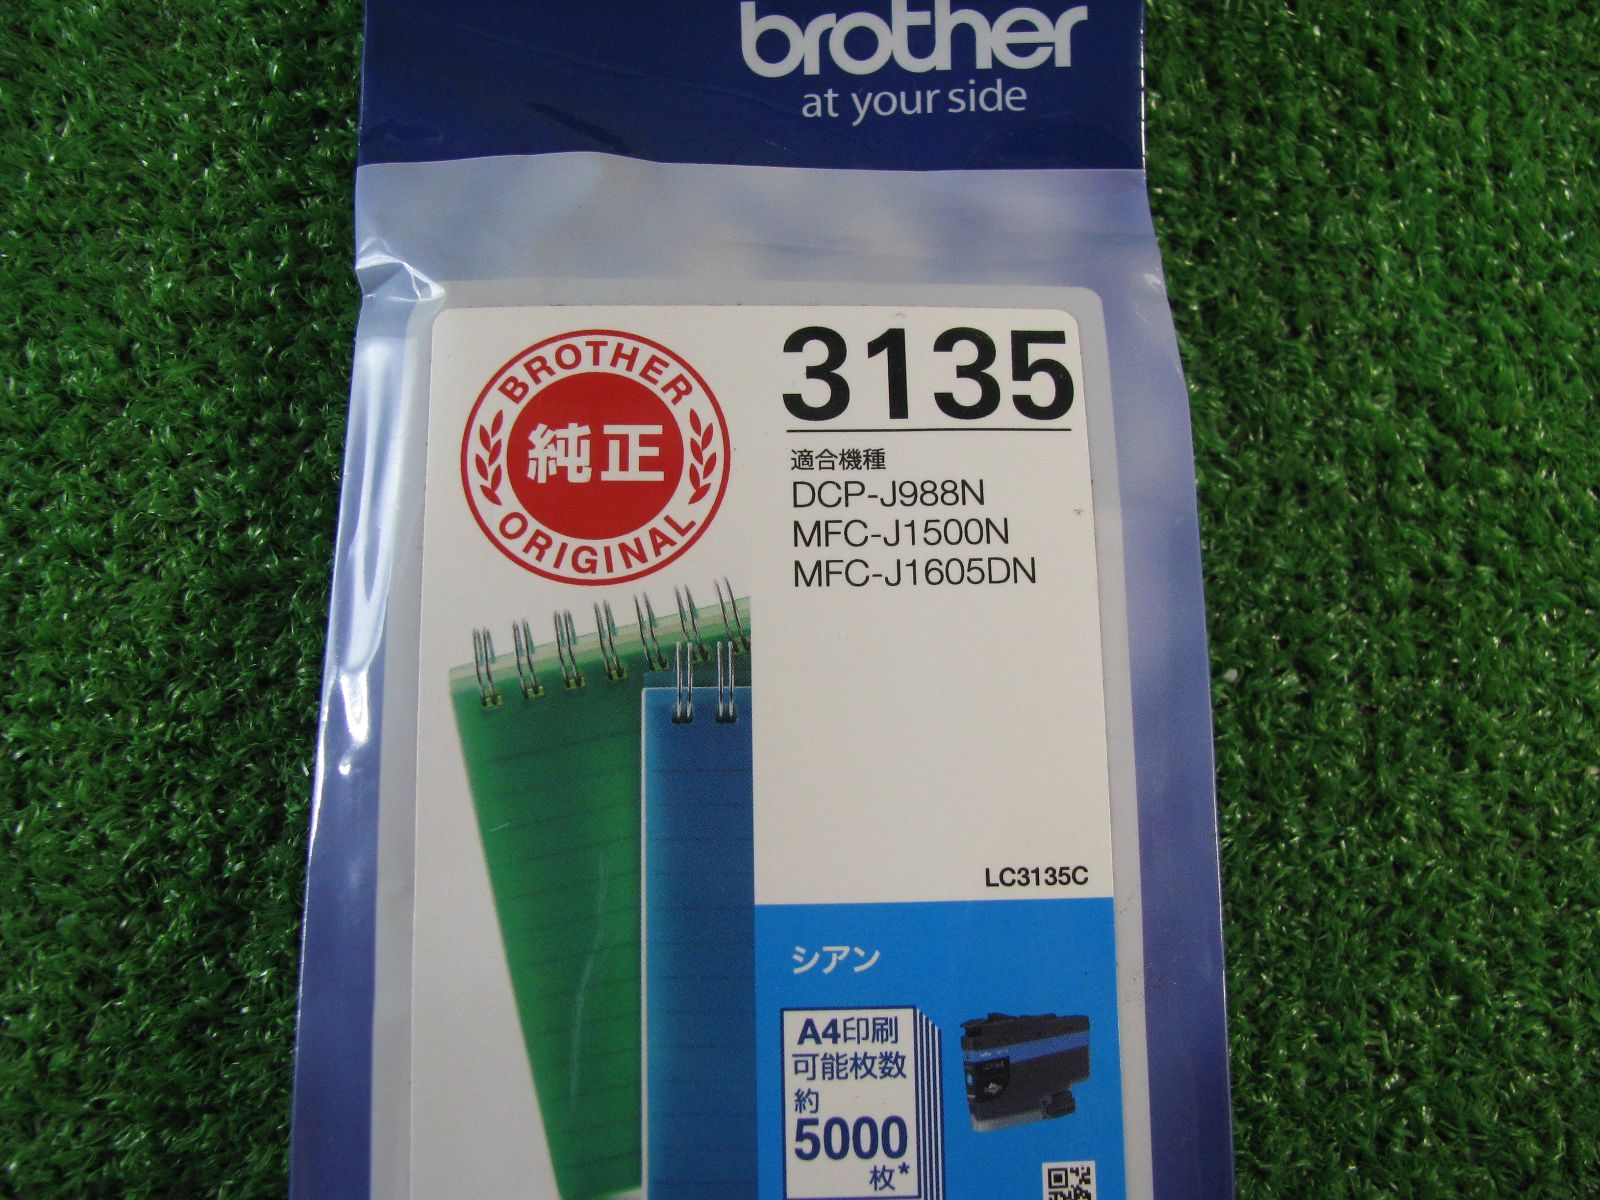 brother
at your side
BROTHER
純正
ORIGINAL
3135
適合機種
DCP-J988N
MFC-J1500N
MFC-J1605DN
LC3135C
シアン
A4印刷
可能枚数
約
5000
枚*